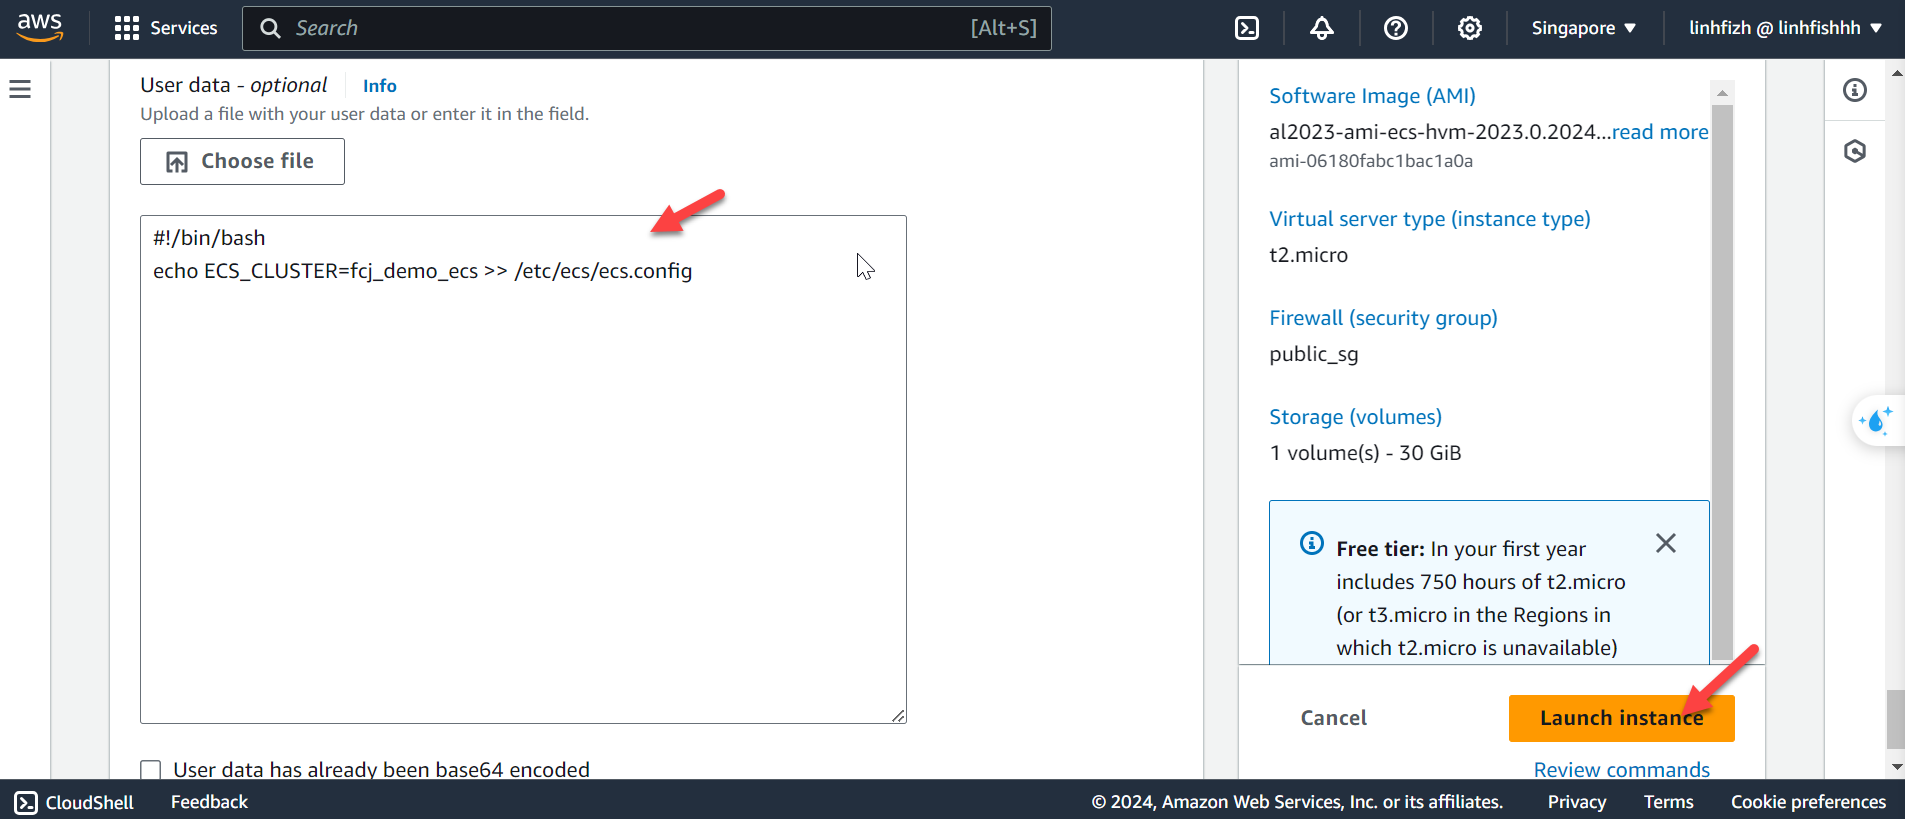 aws
Services
Search
[Alt+S]
Singapore
linhfizh @ linhfishhh
User data - optional
Info
Upload a file with your user data or enter it in the field.
Choose file
#!/bin/bash
echo ECS_CLUSTER=fcj_demo_ecs >> /etc/ecs/ecs.config
User data has already been base64 encoded
Software Image (AMI)
al2023-ami-ecs-hvm-2023.0.2024...read more
ami-06180fabc1bac1a0a
Virtual server type (instance type)
t2.micro
Firewall (security group)
public_sg
Storage (volumes)
1 volume(s) - 30 GiB
Free tier: In your first year
includes 750 hours of t2.micro
(or t3.micro in the Regions in
which t2.micro is unavailable)
Cancel
Launch instance
Review commands
CloudShell
Feedback
© 2024, Amazon Web Services, Inc. or its affiliates.
Privacy
Terms
Cookie preferences